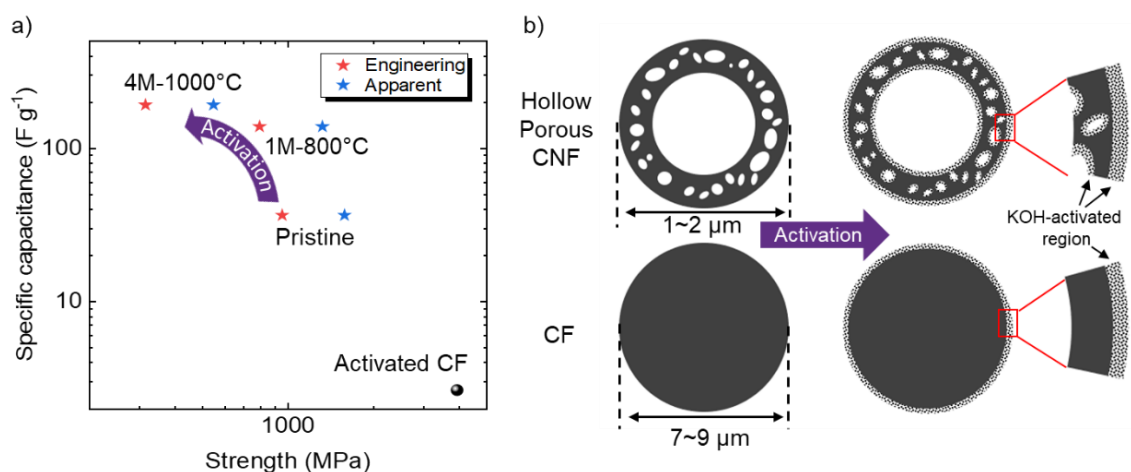 a)
Specific capacitance (F g⁻¹)
100
10
1000
Strength (MPa)
Engineering
Apparent
4M-1000°C
1M-800°C
Activation
Pristine
Activated CF
b)
Hollow
Porous
CNF
1~2 μm
Activation
KOH-activated
region
CF
7~9 μm